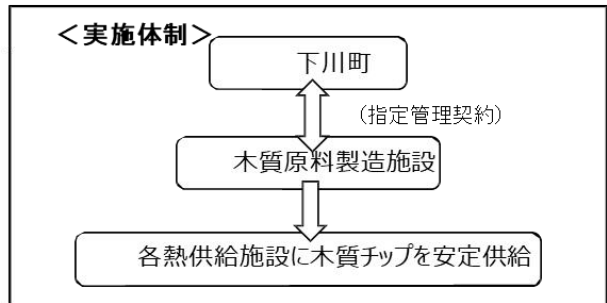 ＜実施体制＞
下川町
（指定管理契約）
木質原料製造施設
各熱供給施設に木質チップを安定供給